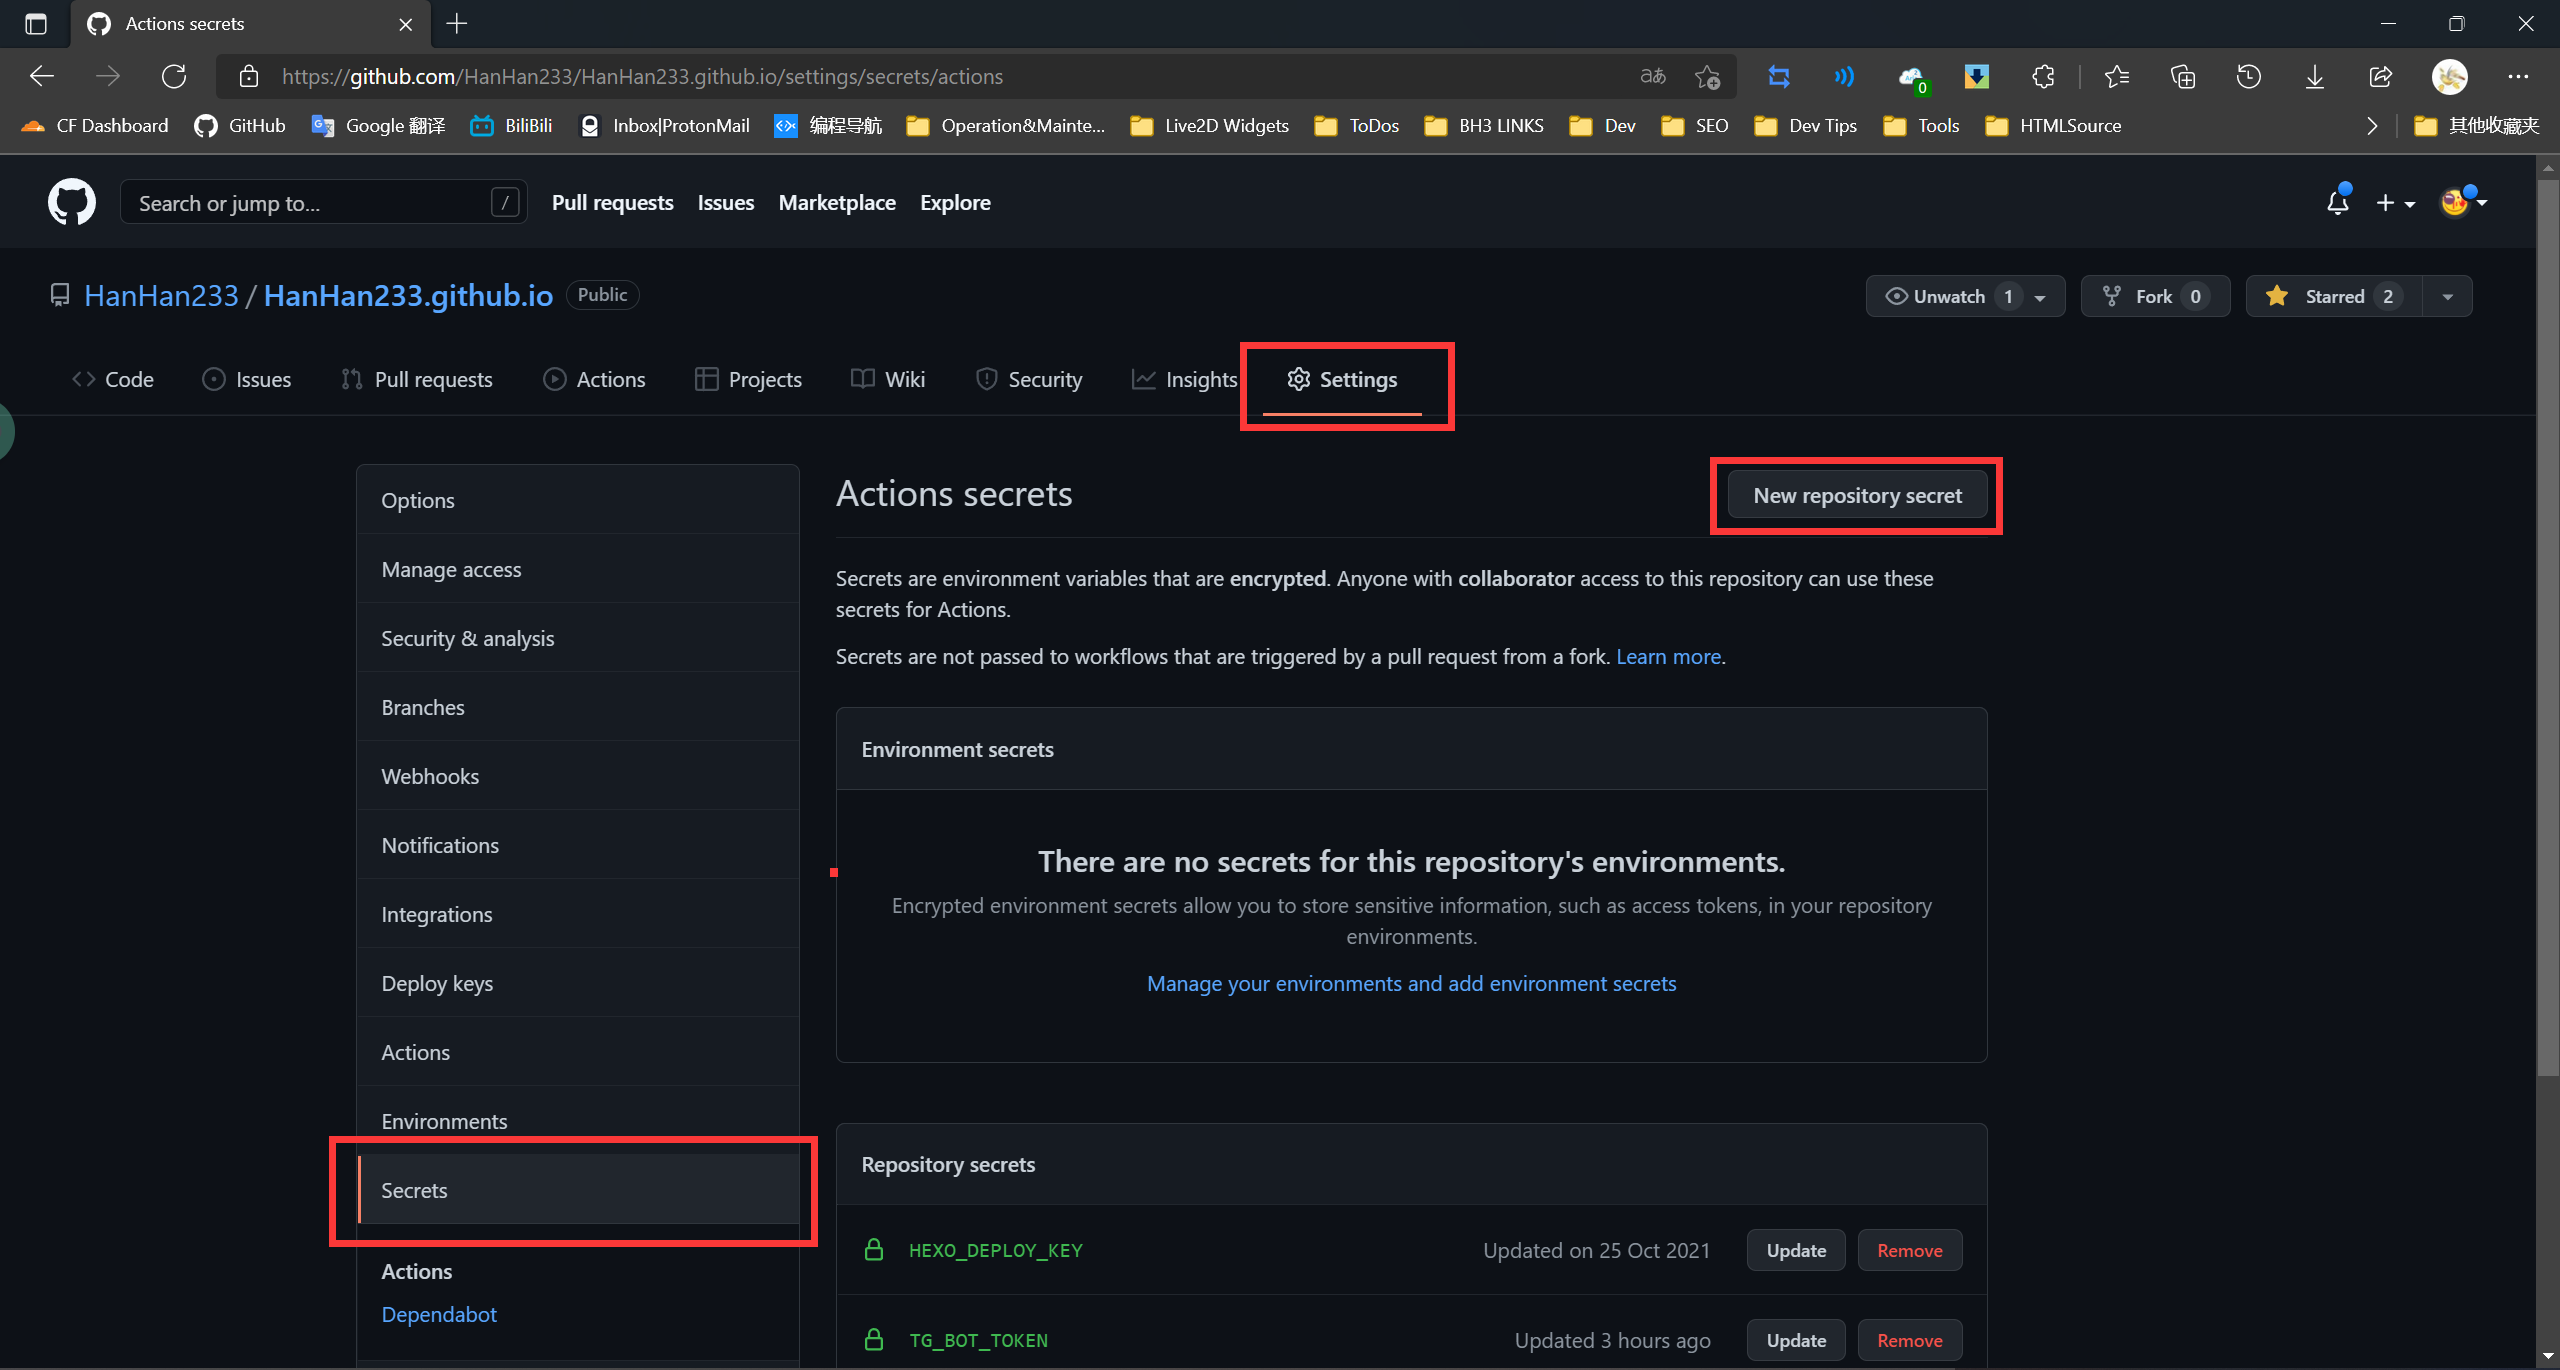 Actions secrets
https://github.com/HanHan233/HanHan233.github.io/settings/secrets/actions
aあ
0
CF Dashboard GitHub Google 翻译 BiliBili Inbox|ProtonMail 编程导航 Operation&Mainte... Live2D Widgets ToDos BH3 LINKS Dev SEO Dev Tips Tools HTMLSource 其他收藏夹
Search or jump to... / Pull requests Issues Marketplace Explore
HanHan233 / HanHan233.github.io Public Unwatch 1 Fork 0 Starred 2
Code Issues Pull requests Actions Projects Wiki Security Insights Settings
Options
Manage access
Security & analysis
Branches
Webhooks
Notifications
Integrations
Deploy keys
Actions
Environments
Secrets
Actions
Dependabot
Actions secrets
New repository secret
Secrets are environment variables that are encrypted. Anyone with collaborator access to this repository can use these
secrets for Actions.
Secrets are not passed to workflows that are triggered by a pull request from a fork. Learn more.
Environment secrets
There are no secrets for this repository's environments.
Encrypted environment secrets allow you to store sensitive information, such as access tokens, in your repository
environments.
Manage your environments and add environment secrets
Repository secrets
HEXO_DEPLOY_KEY Updated on 25 Oct 2021 Update Remove
TG_BOT_TOKEN Updated 3 hours ago Update Remove